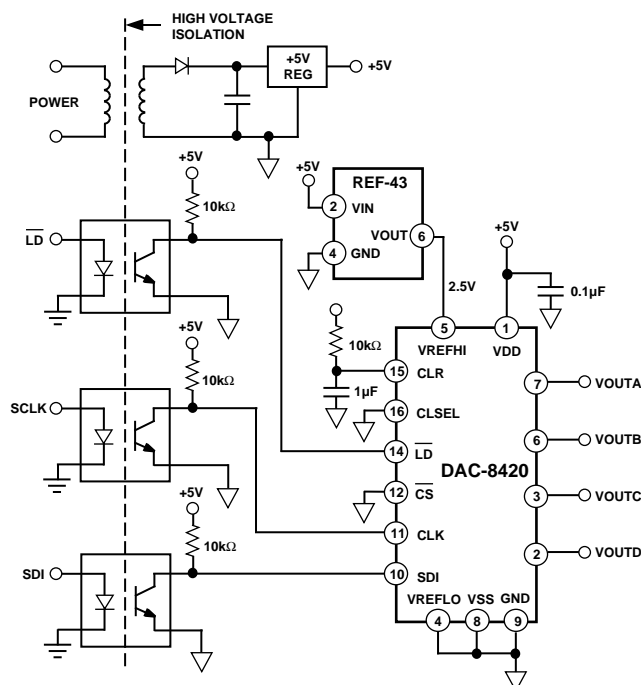 HIGH VOLTAGE
ISOLATION
+5V
REG
+5V
POWER
+5V
10kΩ
LD
REF-43
+5V
2
VIN
VOUT
6
4
GND
2.5V
+5V
0.1µF
10kΩ
1µF
5
1
VREFHI
VDD
15
CLR
7
VOUTA
+5V
10kΩ
SCLK
16
CLSEL
6
VOUTB
14
LD
DAC-8420
12
CS
3
VOUTC
+5V
10kΩ
11
CLK
2
VOUTD
SDI
10
SDI
VREFLO
VSS
GND
4
8
9